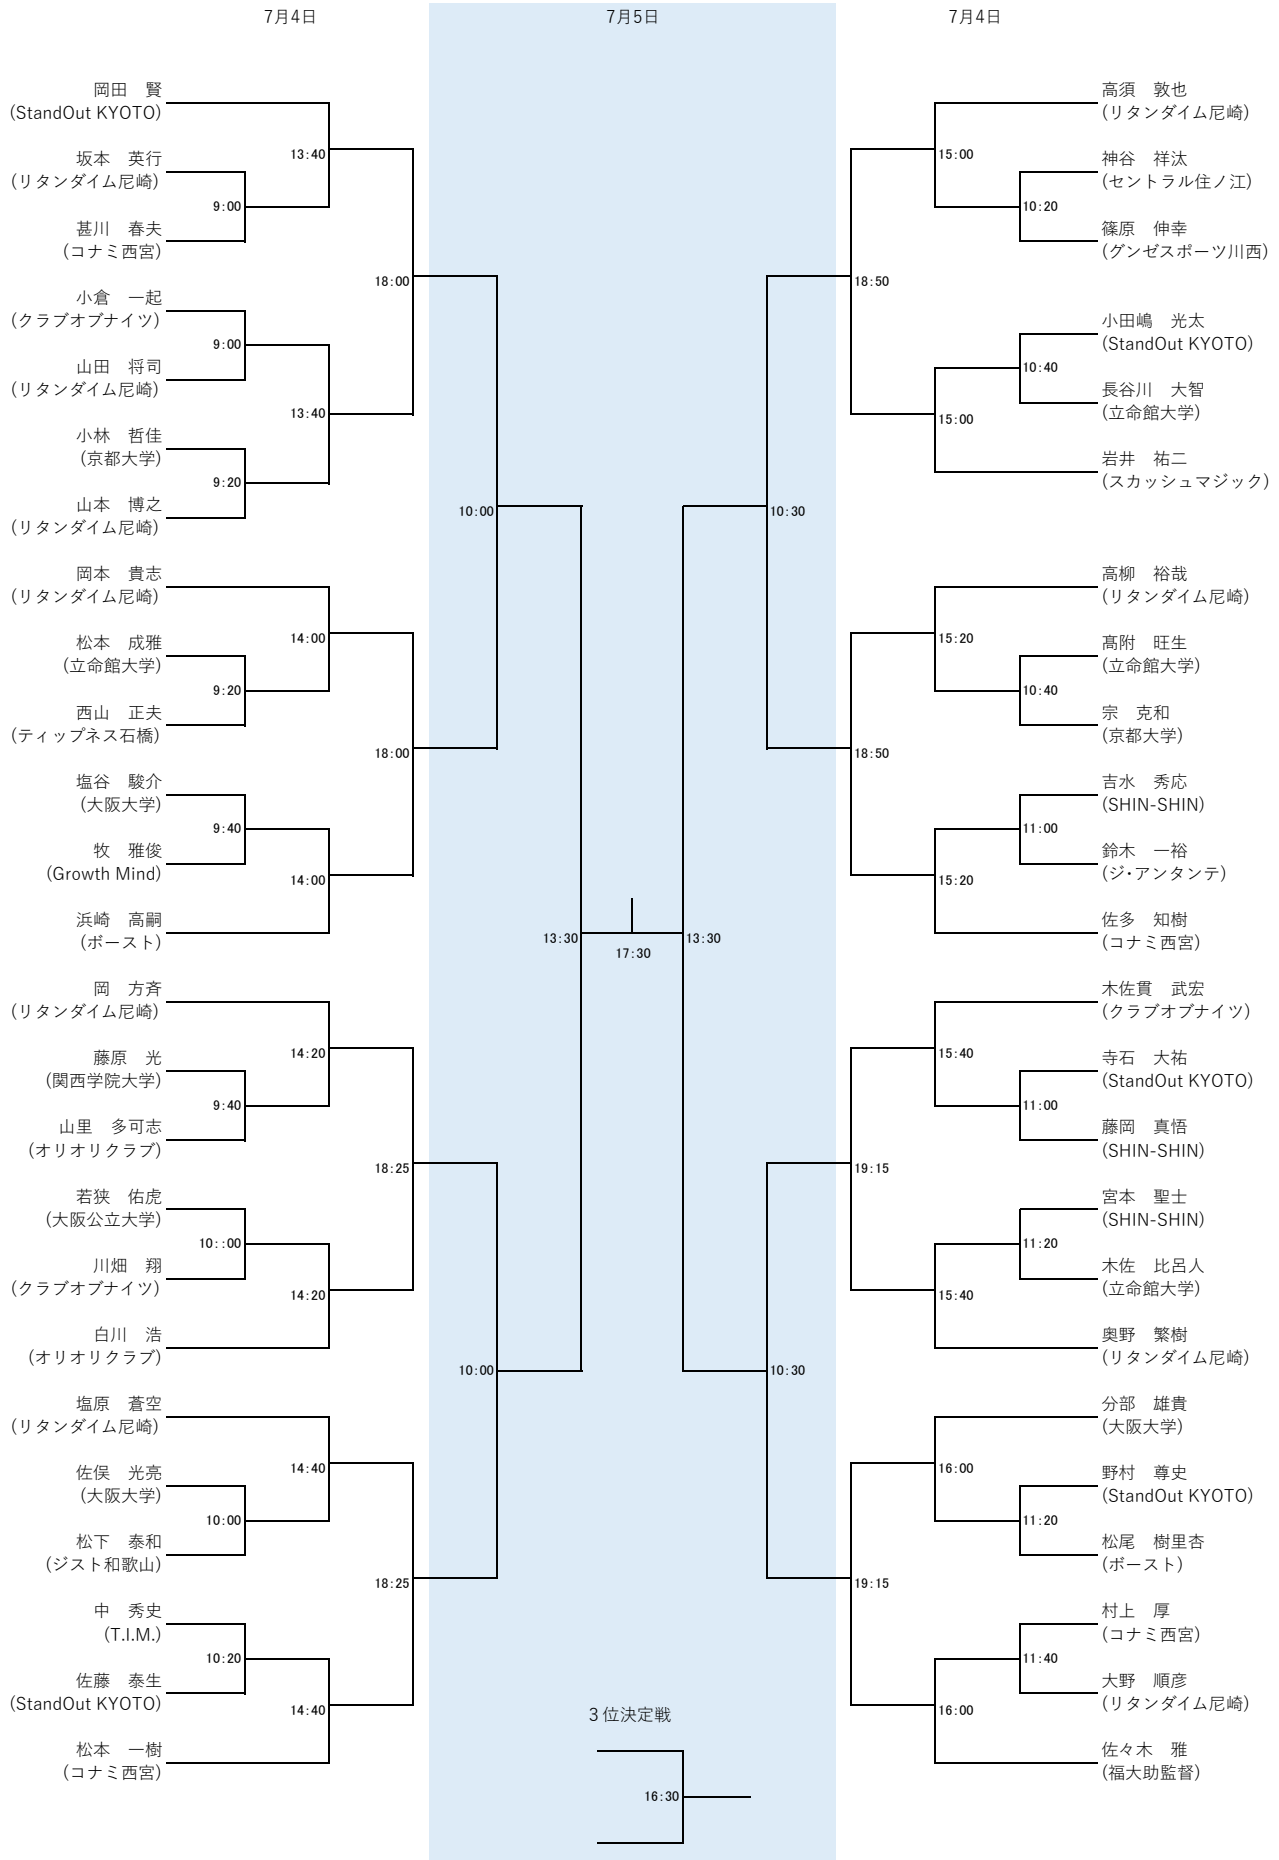 7月4日
7月5日
7月4日
岡田　賢
(StandOut KYOTO)
坂本　英行
(リタンダイム尼崎)
甚川　春夫
(コナミ西宮)
小倉　一起
(クラブオブナイツ)
山田　将司
(リタンダイム尼崎)
小林　哲佳
(京都大学)
山本　博之
(リタンダイム尼崎)
岡本　貴志
(リタンダイム尼崎)
松本　成雅
(立命館大学)
西山　正夫
(ティップネス石橋)
塩谷　駿介
(大阪大学)
牧　雅俊
(Growth Mind)
浜崎　高嗣
(ボースト)
岡　方斉
(リタンダイム尼崎)
藤原　光
(関西学院大学)
山里　多可志
(オリオリクラブ)
若狭　佑虎
(大阪公立大学)
川畑　翔
(クラブオブナイツ)
白川　浩
(オリオリクラブ)
塩原　蒼空
(リタンダイム尼崎)
佐俣　光亮
(大阪大学)
松下　泰和
(ジスト和歌山)
中　秀史
(T.I.M.)
佐藤　泰生
(StandOut KYOTO)
松本　一樹
(コナミ西宮)
9:00
9:00
9:20
9:20
9:40
9:40
10::00
10:00
10:20
13:40
13:40
14:00
14:00
14:20
14:20
14:40
14:40
18:00
18:00
18:25
18:25
10:00
10:00
13:30
17:30
13:30
10:30
10:30
18:50
18:50
19:15
19:15
15:00
15:00
15:20
15:20
15:40
15:40
16:00
16:00
10:20
10:40
10:40
11:00
11:00
11:20
11:20
11:40
高須　敦也
(リタンダイム尼崎)
神谷　祥汰
(セントラル住ノ江)
篠原　伸幸
(グンゼスポーツ川西)
小田嶋　光太
(StandOut KYOTO)
長谷川　大智
(立命館大学)
岩井　祐二
(スカッシュマジック)
高柳　裕哉
(リタンダイム尼崎)
髙附　旺生
(立命館大学)
宗　克和
(京都大学)
吉水　秀応
(SHIN-SHIN)
鈴木　一裕
(ジ・アンタンテ)
佐多　知樹
(コナミ西宮)
木佐貫　武宏
(クラブオブナイツ)
寺石　大祐
(StandOut KYOTO)
藤岡　真悟
(SHIN-SHIN)
宮本　聖士
(SHIN-SHIN)
木佐　比呂人
(立命館大学)
奥野　繁樹
(リタンダイム尼崎)
分部　雄貴
(大阪大学)
野村　尊史
(StandOut KYOTO)
松尾　樹里杏
(ボースト)
村上　厚
(コナミ西宮)
大野　順彦
(リタンダイム尼崎)
佐々木　雅
(福大助監督)
３位決定戦
16:30